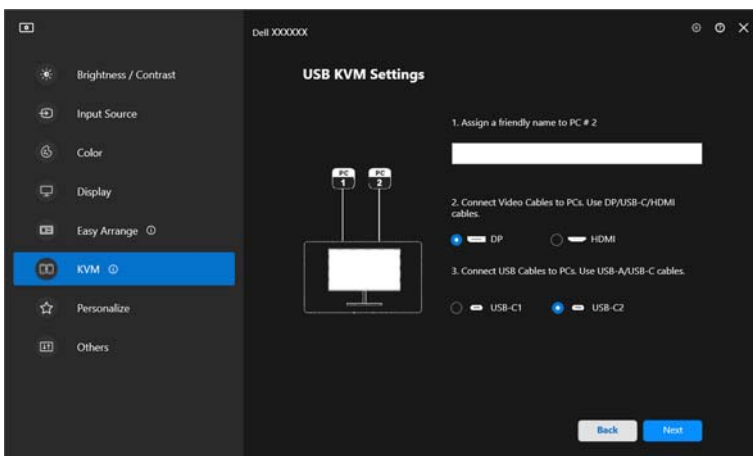 Dell XXXXXX
Brightness / Contrast
Input Source
Color
Display
Easy Arrange
KVM
Personalize
Others
USB KVM Settings
PC
1
PC
2
1. Assign a friendly name to PC # 2
2. Connect Video Cables to PCs. Use DP/USB-C/HDMI
cables.
DP
HDMI
3. Connect USB Cables to PCs. Use USB-A/USB-C cables.
USB-C1
USB-C2
Back
Next